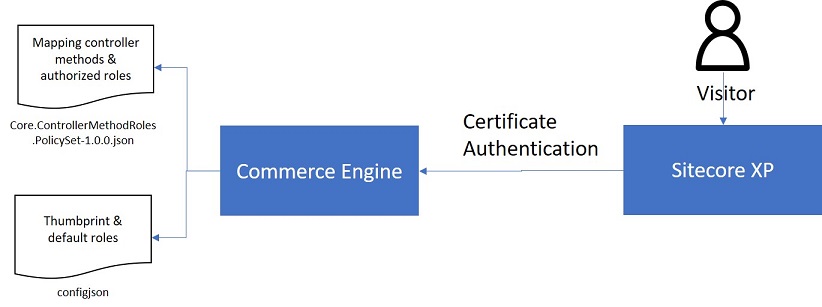 Mapping controller
methods &
authorized roles
Core.ControllerMethodRoles
.PolicySet-1.0.0.json
Thumbprint &
default roles
configjson
Commerce Engine
Certificate
Authentication
Visitor
Sitecore XP